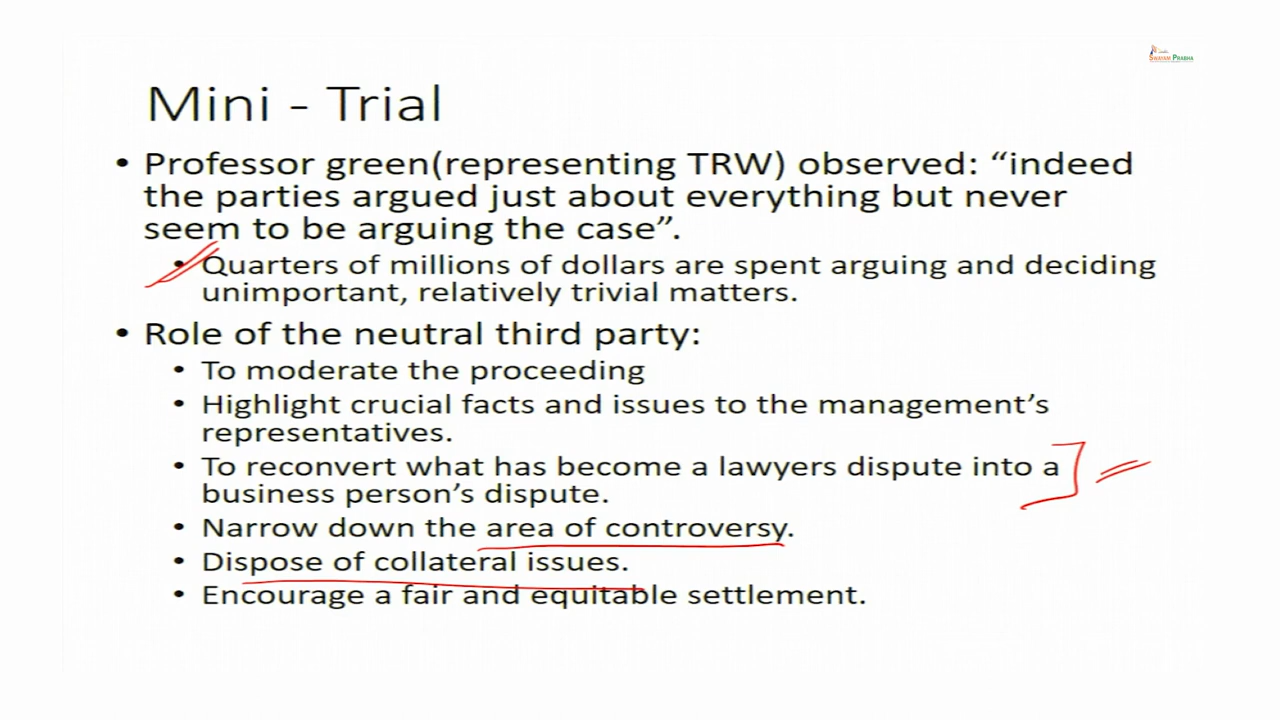 SWAYAM PRABHA
Mini - Trial
• Professor green(representing TRW) observed: “indeed
the parties argued just about everything but never
seem to be arguing the case”.
• Quarters of millions of dollars are spent arguing and deciding
unimportant, relatively trivial matters.
• Role of the neutral third party:
• To moderate the proceeding
• Highlight crucial facts and issues to the management’s
representatives.
• To reconvert what has become a lawyers dispute into a
business person’s dispute.
• Narrow down the area of controversy.
• Dispose of collateral issues.
• Encourage a fair and equitable settlement.